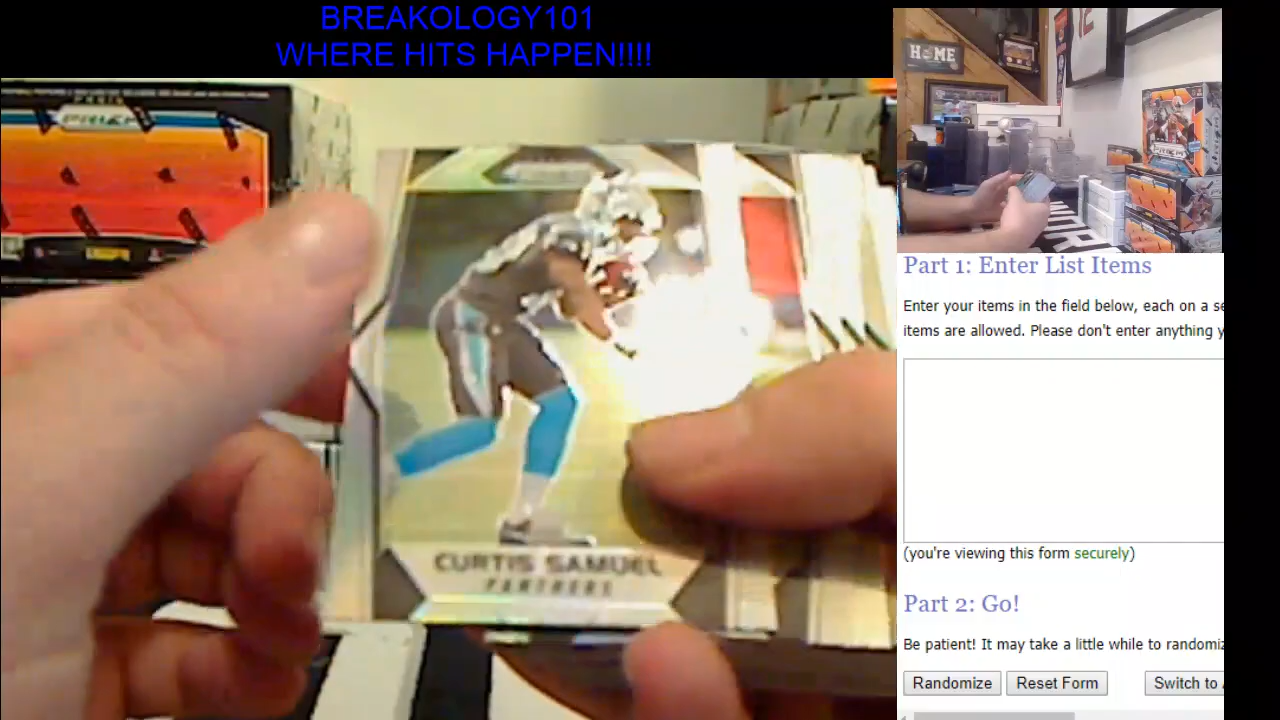 BREAKOLOGY101
WHERE HITS HAPPEN!!!!
HOME
PRIZM
CURTIS SAMUEL
PANTHERS
Part 1: Enter List Items
Enter your items in the field below, each on a se
items are allowed. Please don't enter anything y
(you're viewing this form securely)
Part 2: Go!
Be patient! It may take a little while to randomiz
Randomize
Reset Form
Switch to